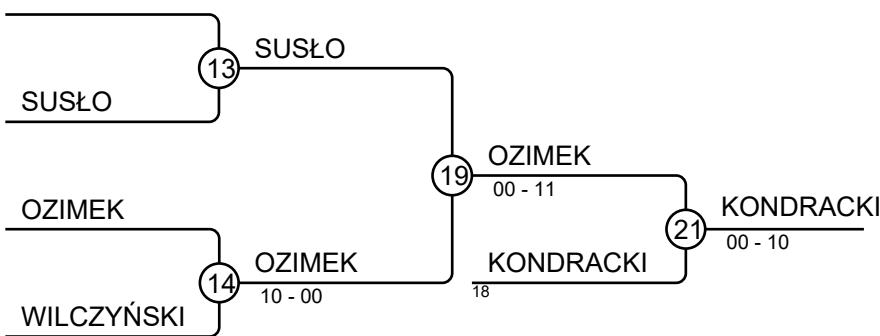 13
SUSŁO
SUSŁO
19
OZIMEK
00 - 11
OZIMEK
14
OZIMEK
10 - 00
WILCZYŃSKI
KONDRACKI
18
21
KONDRACKI
00 - 10